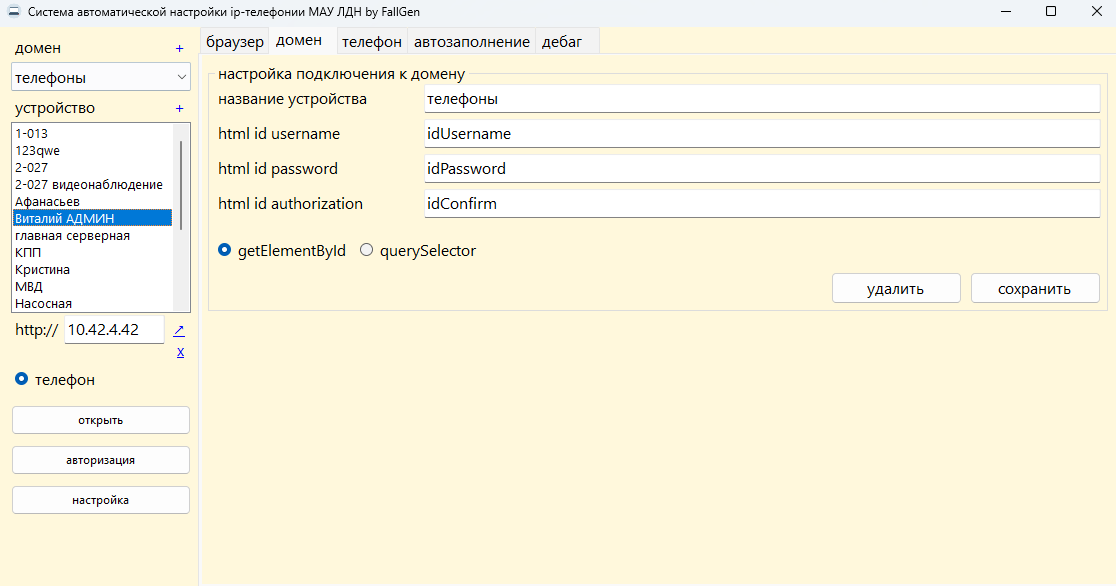 Система автоматической настройки ip-телефонии МАУ ЛДН by FallGen
домен +
телефоны
устройство +
1-013
123qwe
2-027
2-027 видеонаблюдение
Афанасьев
Виталий АДМИН
главная серверная
КПП
Кристина
МВД
Насосная
http:// 10.42.4.42 ↗
x
телефон
открыть
авторизация
настройка
браузер домен телефон автозаполнение дебаг
настройка подключения к домену
название устройства телефоны
html id username idUsername
html id password idPassword
html id authorization idConfirm
getElementById querySelector
удалить сохранить